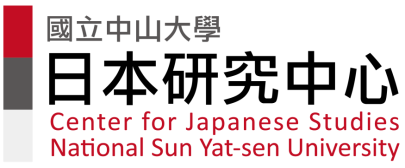 國立中山大學
日本研究中心
Center for Japanese Studies
National Sun Yat-sen University